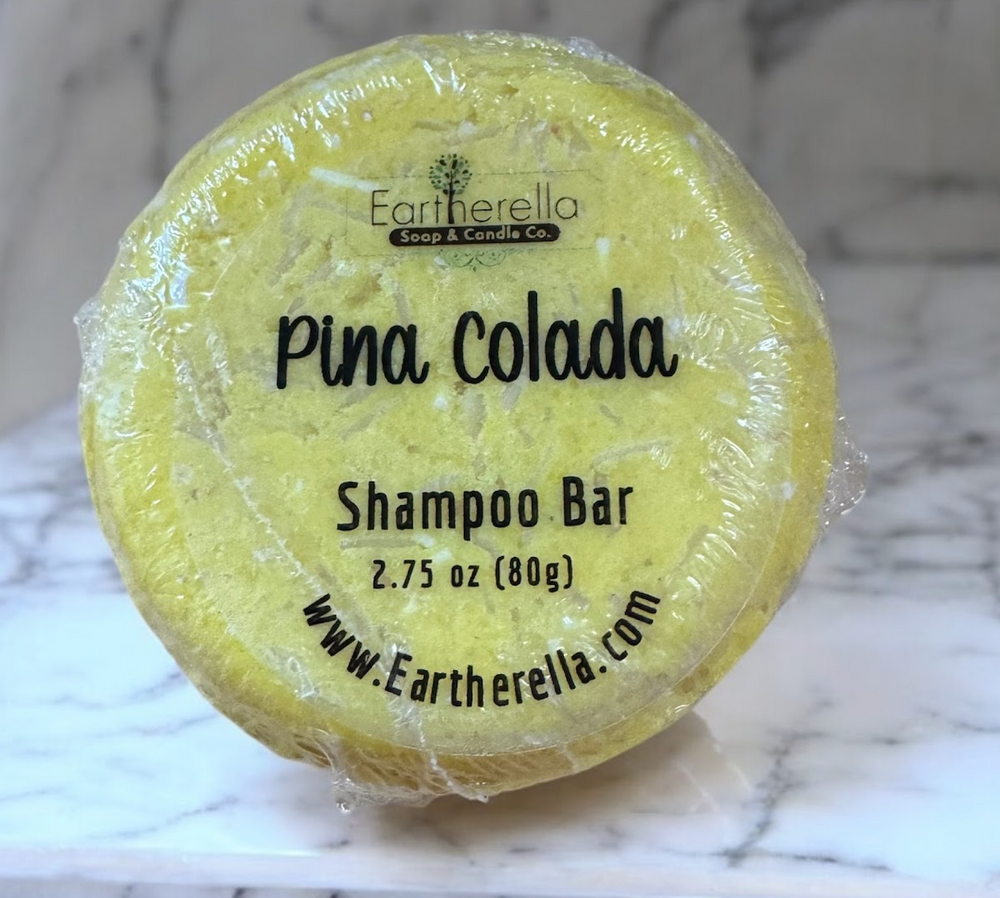 Eartherella
Soap & Candle Co.
Pina Colada
Shampoo Bar
2.75 oz (80g)
www.Eartherella.com